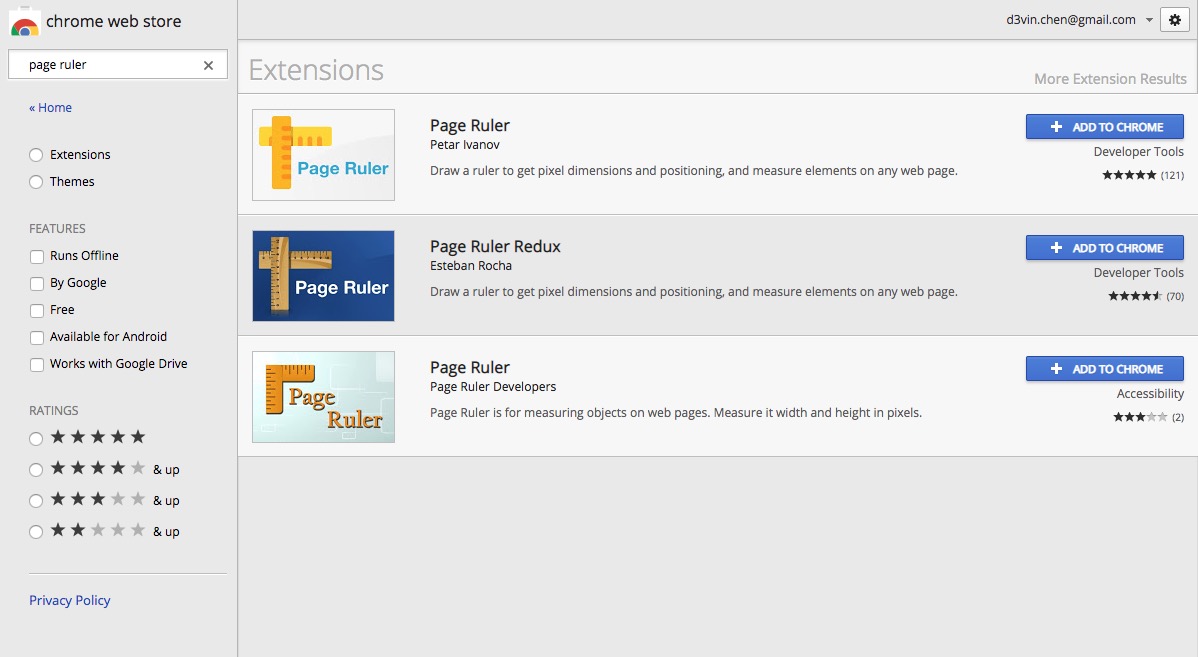 chrome web store
d3vin.chen@gmail.com
page ruler
« Home
Extensions
Themes
FEATURES
Runs Offline
By Google
Free
Available for Android
Works with Google Drive
RATINGS
& up
& up
& up
Privacy Policy
Extensions
More Extension Results
Page Ruler
Page Ruler
Petar Ivanov
Draw a ruler to get pixel dimensions and positioning, and measure elements on any web page.
+ ADD TO CHROME
Developer Tools
(121)
Page Ruler
Page Ruler Redux
Esteban Rocha
Draw a ruler to get pixel dimensions and positioning, and measure elements on any web page.
+ ADD TO CHROME
Developer Tools
(70)
Page
Ruler
Page Ruler
Page Ruler Developers
Page Ruler is for measuring objects on web pages. Measure it width and height in pixels.
+ ADD TO CHROME
Accessibility
(2)